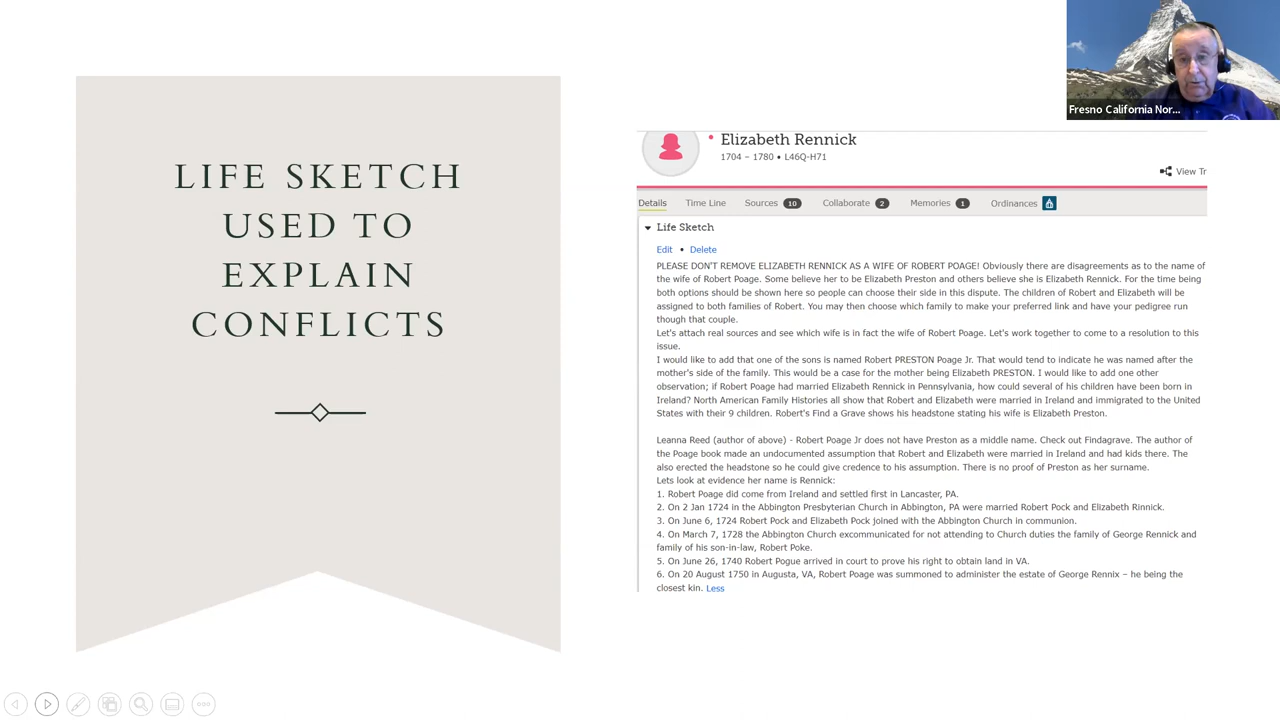 LIFE SKETCH
USED TO
EXPLAIN
CONFLICTS
Fresno California Nor...
Elizabeth Rennick
1704 – 1780 • L46Q-H71
View Tr
Details Time Line Sources 10 Collaborate 2 Memories 1 Ordinances
Life Sketch
Edit • Delete
PLEASE DON'T REMOVE ELIZABETH RENNICK AS A WIFE OF ROBERT POAGE! Obviously there are disagreements as to the name of
the wife of Robert Poage. Some believe her to be Elizabeth Preston and others believe she is Elizabeth Rennick. For the time being
both options should be shown here so people can choose their side in this dispute. The children of Robert and Elizabeth will be
assigned to both families of Robert. You may then choose which family to make your preferred link and have your pedigree run
though that couple.
Let's attach real sources and see which wife is in fact the wife of Robert Poage. Let's work together to come to a resolution to this
issue.
I would like to add that one of the sons is named Robert PRESTON Poage Jr. That would tend to indicate he was named after the
mother's side of the family. This would be a case for the mother being Elizabeth PRESTON. I would like to add one other
observation; if Robert Poage had married Elizabeth Rennick in Pennsylvania, how could several of his children have been born in
Ireland? North American Family Histories all show that Robert and Elizabeth were married in Ireland and immigrated to the United
States with their 9 children. Robert's Find a Grave shows his headstone stating his wife is Elizabeth Preston.
Leanna Reed (author of above) - Robert Poage Jr does not have Preston as a middle name. Check out Findagrave. The author of
the Poage book made an undocumented assumption that Robert and Elizabeth were married in Ireland and had kids there. The
also erected the headstone so he could give credence to his assumption. There is no proof of Preston as her surname.
Lets look at evidence her name is Rennick:
1. Robert Poage did come from Ireland and settled first in Lancaster, PA.
2. On 2 Jan 1724 in the Abbington Presbyterian Church in Abbington, PA were married Robert Pock and Elizabeth Rinnick.
3. On June 6, 1724 Robert Pock and Elizabeth Pock joined with the Abbington Church in communion.
4. On March 7, 1728 the Abbington Church excommunicated for not attending to Church duties the family of George Rennick and
family of his son-in-law, Robert Poke.
5. On June 26, 1740 Robert Pogue arrived in court to prove his right to obtain land in VA.
6. On 20 August 1750 in Augusta, VA, Robert Poage was summoned to administer the estate of George Rennix – he being the
closest kin. Less